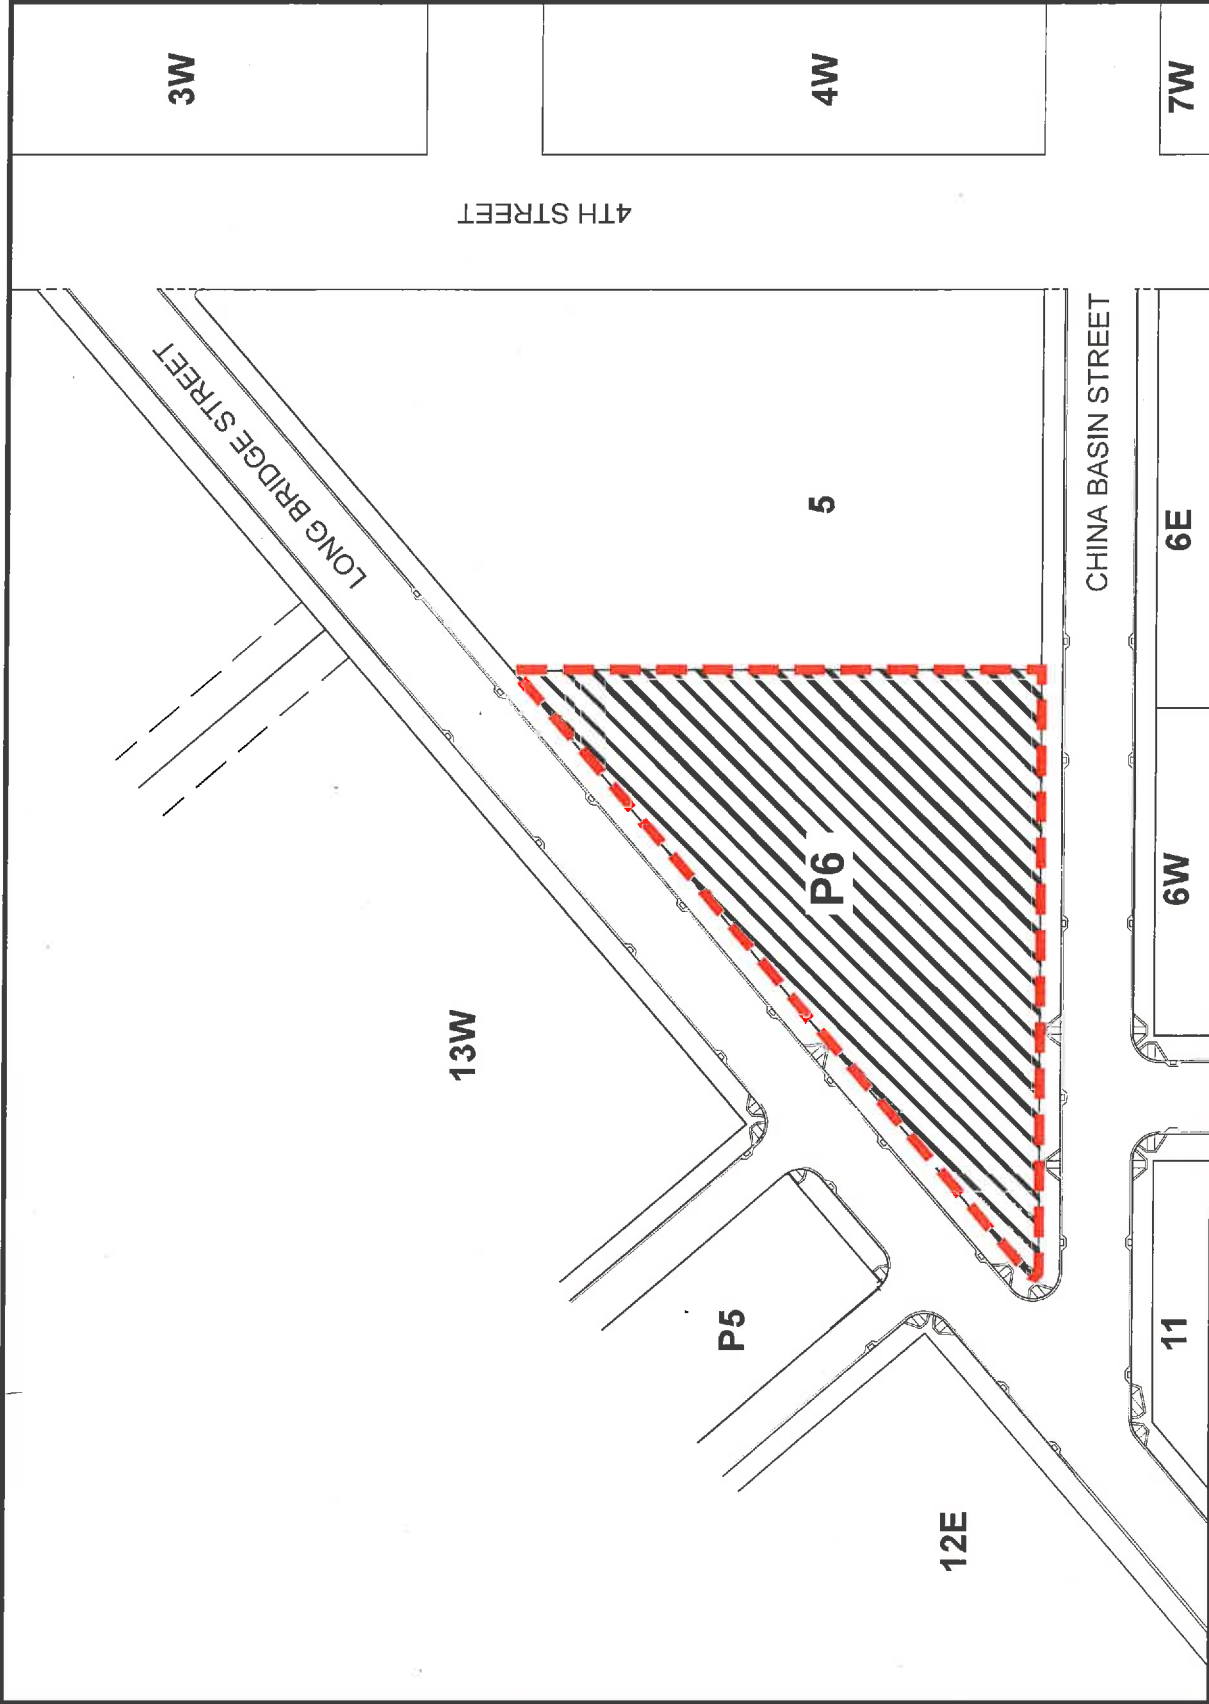 3W
4W
7W
4TH STREET
LONG BRIDGE STREET
CHINA BASIN STREET
5
6E
P6
6W
13W
P5
11
12E